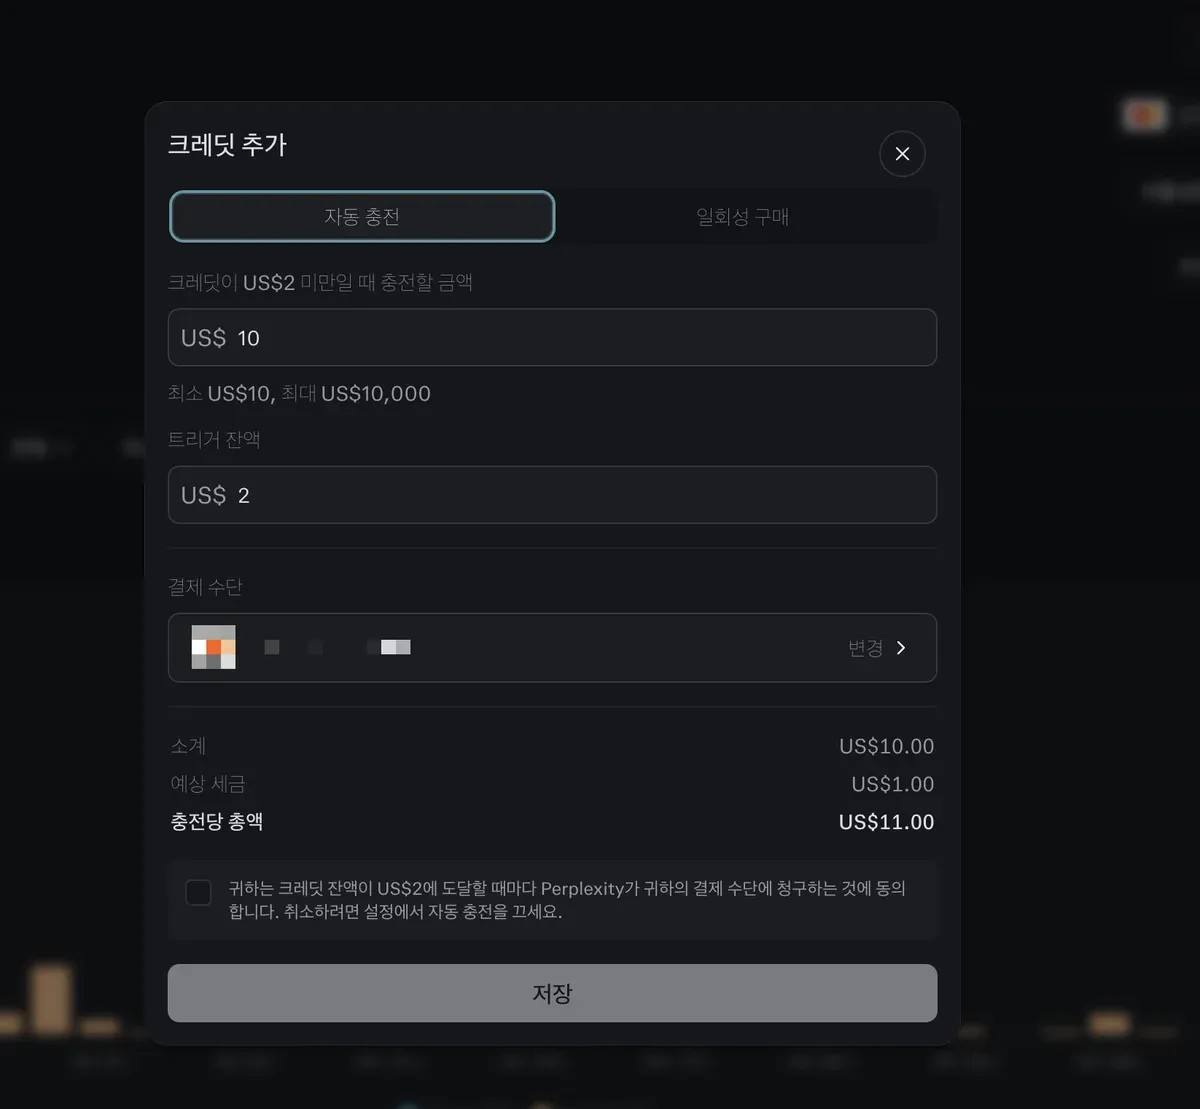 크레딧 추가
자동 충전
일회성 구매
크레딧이 US$2 미만일 때 충전할 금액
US$ 10
최소 US$10, 최대 US$10,000
트리거 잔액
US$ 2
결제 수단
변경
소계
US$10.00
예상 세금
US$1.00
충전당 총액
US$11.00
귀하는 크레딧 잔액이 US$2에 도달할 때마다 Perplexity가 귀하의 결제 수단에 청구하는 것에 동의
합니다. 취소하려면 설정에서 자동 충전을 끄세요.
저장